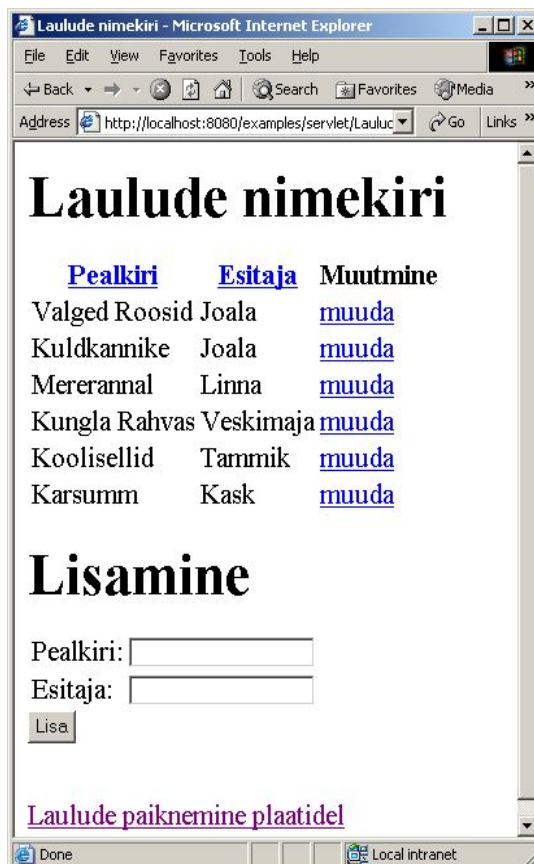 Laulude nimekiri - Microsoft Internet Explorer
File Edit View Favorites Tools Help
Back Search Favorites Media »
Address http://localhost:8080/examples/servlet/Lauluc Go Links »
Laulude nimekiri
Pealkiri Esitaja Muutmine
Valged Roosid Joala muuda
Kuldkannike Joala muuda
Mererannal Linna muuda
Kungla Rahvas Veskimaja muuda
Koolisellid Tammik muuda
Karsumm Kask muuda
Lisamine
Pealkiri:
Esitaja:
Lisa
Laulude paiknemine plaatidel
Done Local intranet